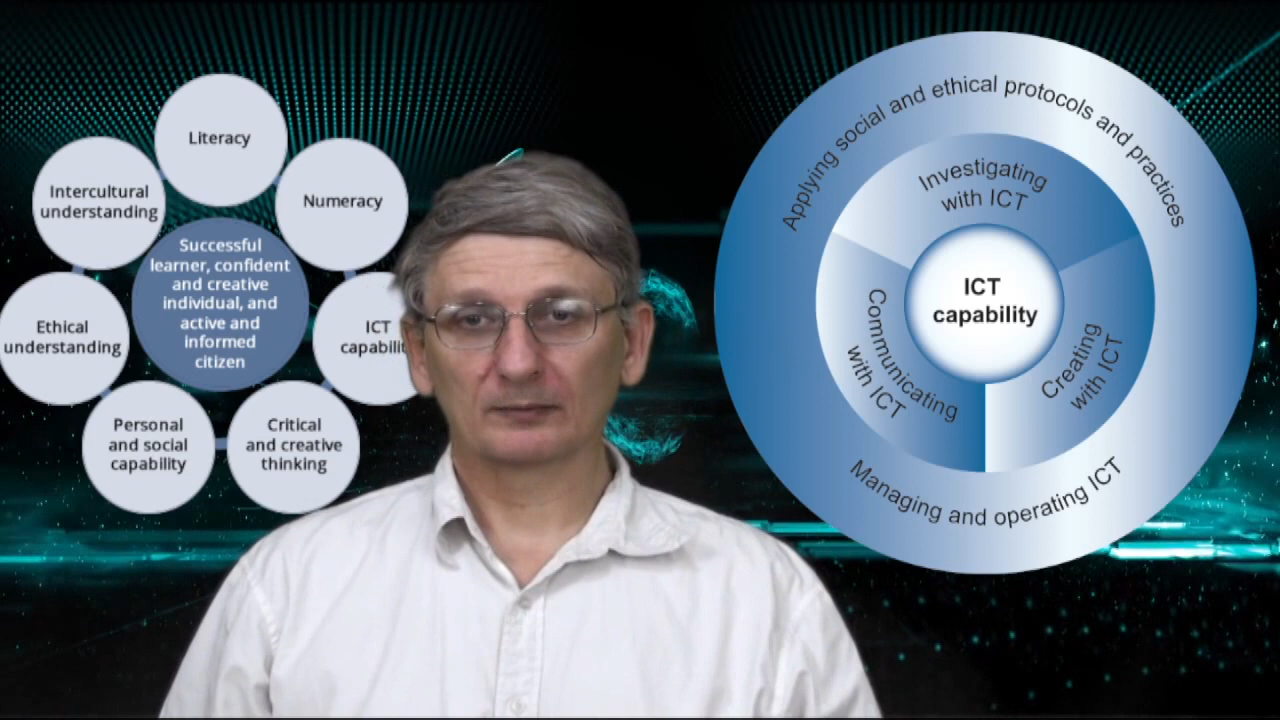 Literacy
Numeracy
ICT
capabilit
Critical
and creative
thinking
Personal
and social
capability
Ethical
understanding
Intercultural
understanding
Successful
learner, confident
and creative
individual, and
active and
informed
citizen
Applying social and ethical protocols and practices
Investigating
with ICT
Creating
with ICT
Communicating
with ICT
ICT
capability
Managing and operating ICT